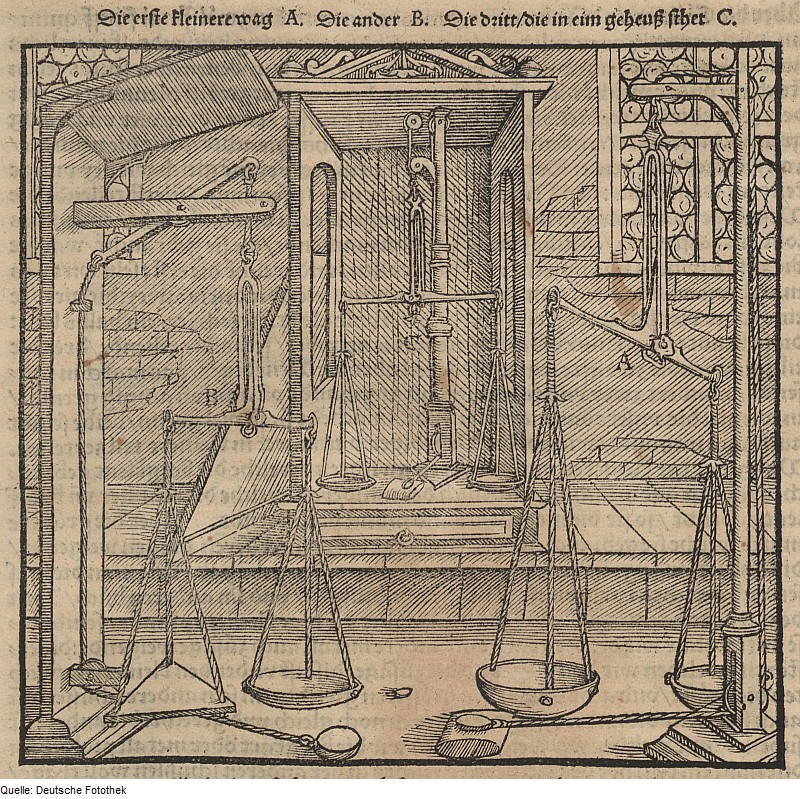 Die erste kleinere wag A. Die ander B. Die dritt/die in eim geheuß sthet C.
B
A
Quelle: Deutsche Fotothek